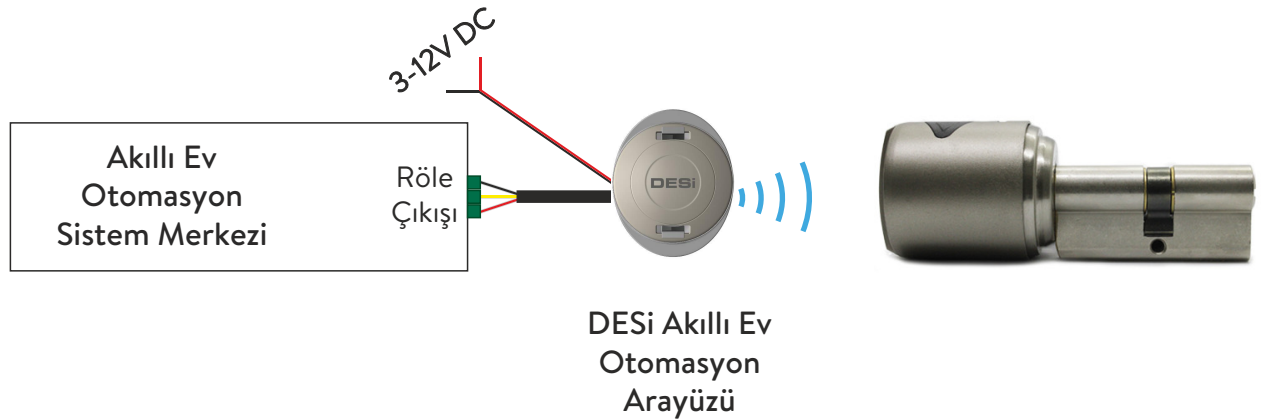 3-12V DC
Akıllı Ev
Otomasyon
Sistem Merkezi
Röle
Çıkışı
DESi
DESi Akıllı Ev
Otomasyon
Arayüzü